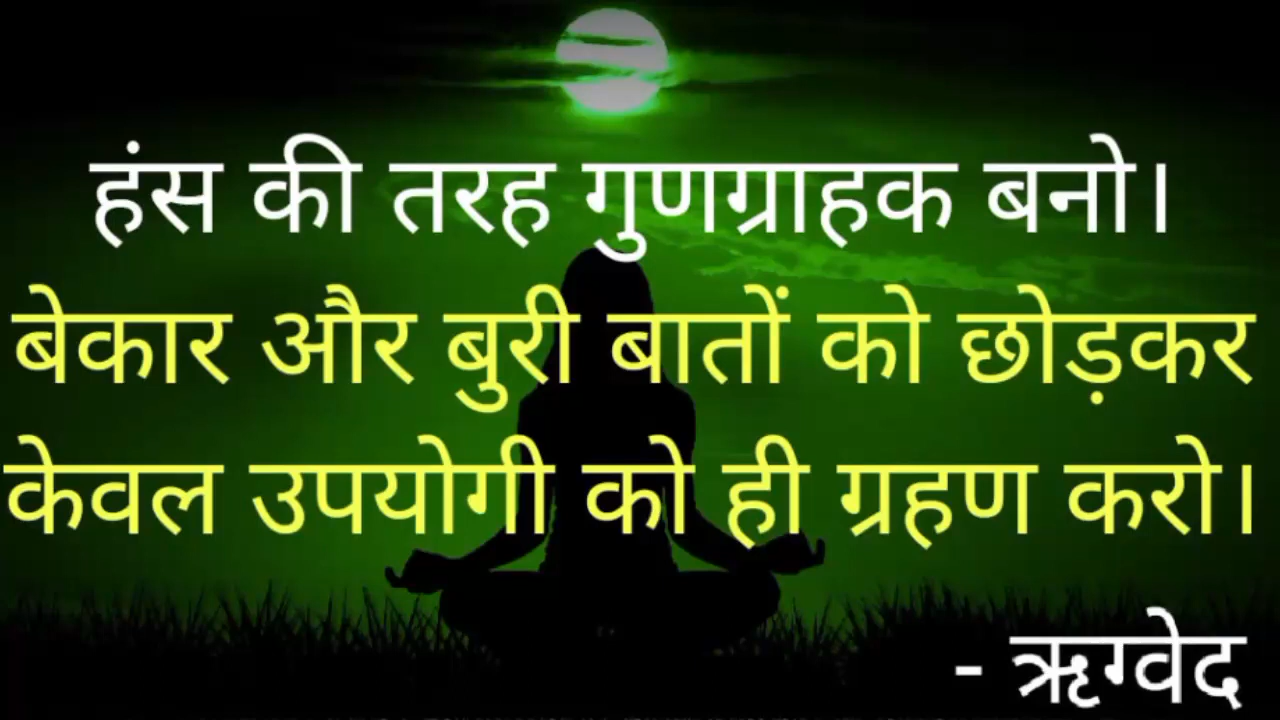 हंस की तरह गुणग्राहक बनो।
बेकार और बुरी बातों को छोड़कर
केवल उपयोगी को ही ग्रहण करो।
- ऋग्वेद